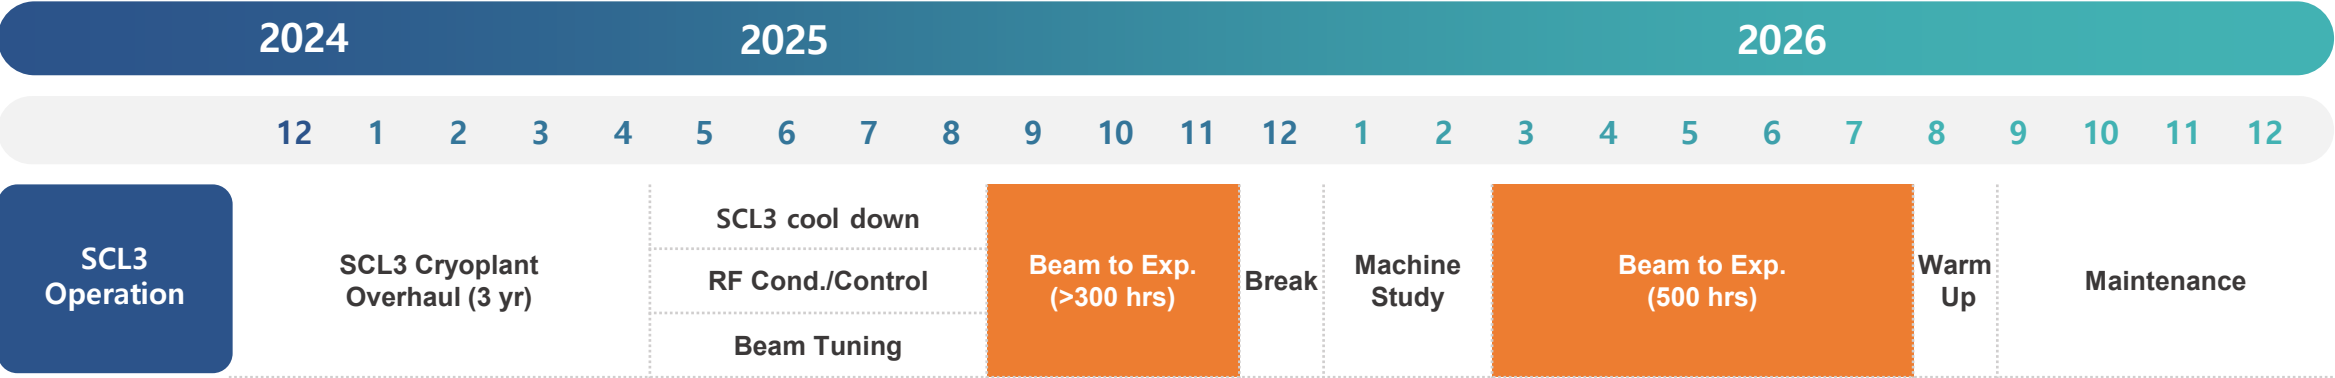 2024 2025 2026
12 1 2 3 4 5 6 7 8 9 10 11 12 1 2 3 4 5 6 7 8 9 10 11 12
SCL3
Operation
SCL3 Cryoplant
Overhaul (3 yr)
SCL3 cool down
RF Cond./Control
Beam Tuning
Beam to Exp.
(>300 hrs)
Break
Machine
Study
Beam to Exp.
(500 hrs)
Warm
Up
Maintenance